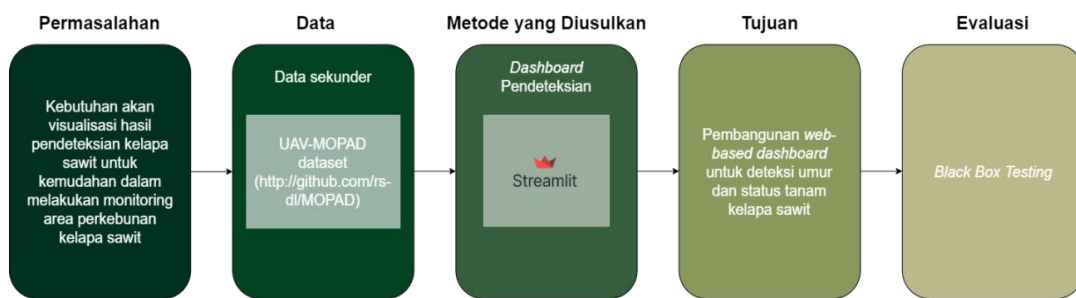 Permasalahan
Kebutuhan akan
visualisasi hasil
pendeteksian kelapa
sawit untuk
kemudahan dalam
melakukan monitoring
area perkebunan
kelapa sawit
Data
Data sekunder
UAV-MOPAD
dataset
(http://github.com/rs-
dl/MOPAD)
Metode yang Diusulkan
Dashboard
Pendeteksian
Streamlit
Tujuan
Pembangunan web-
based dashboard
untuk deteksi umur
dan status tanam
kelapa sawit
Evaluasi
Black Box Testing